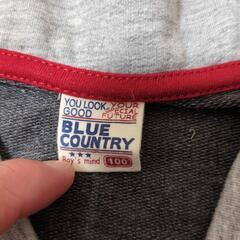 YOU LOOK YOUR
GOOD SPECIAL
FUTURE
BLUE
COUNTRY
★★★
Boy's mind 100